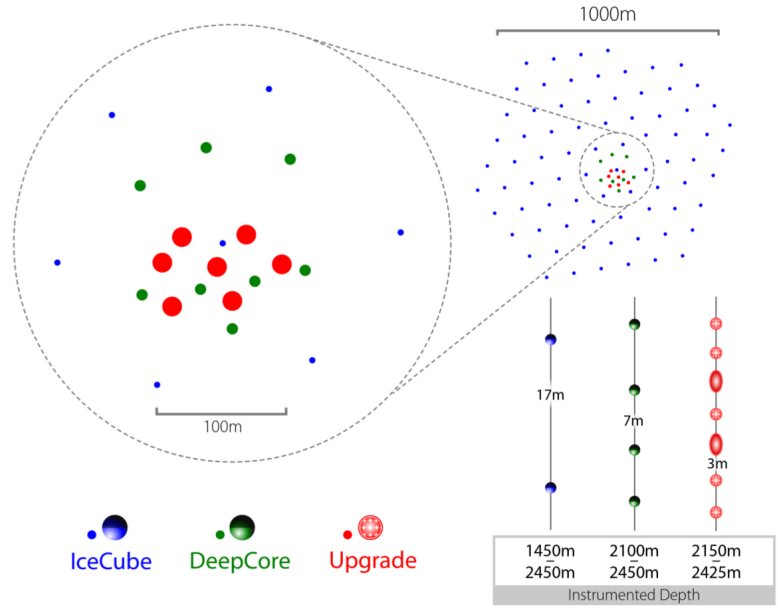 1000m
100m
17m
7m
3m
IceCube
DeepCore
Upgrade
1450m 2100m 2150m
– – –
2450m 2450m 2425m
Instrumented Depth